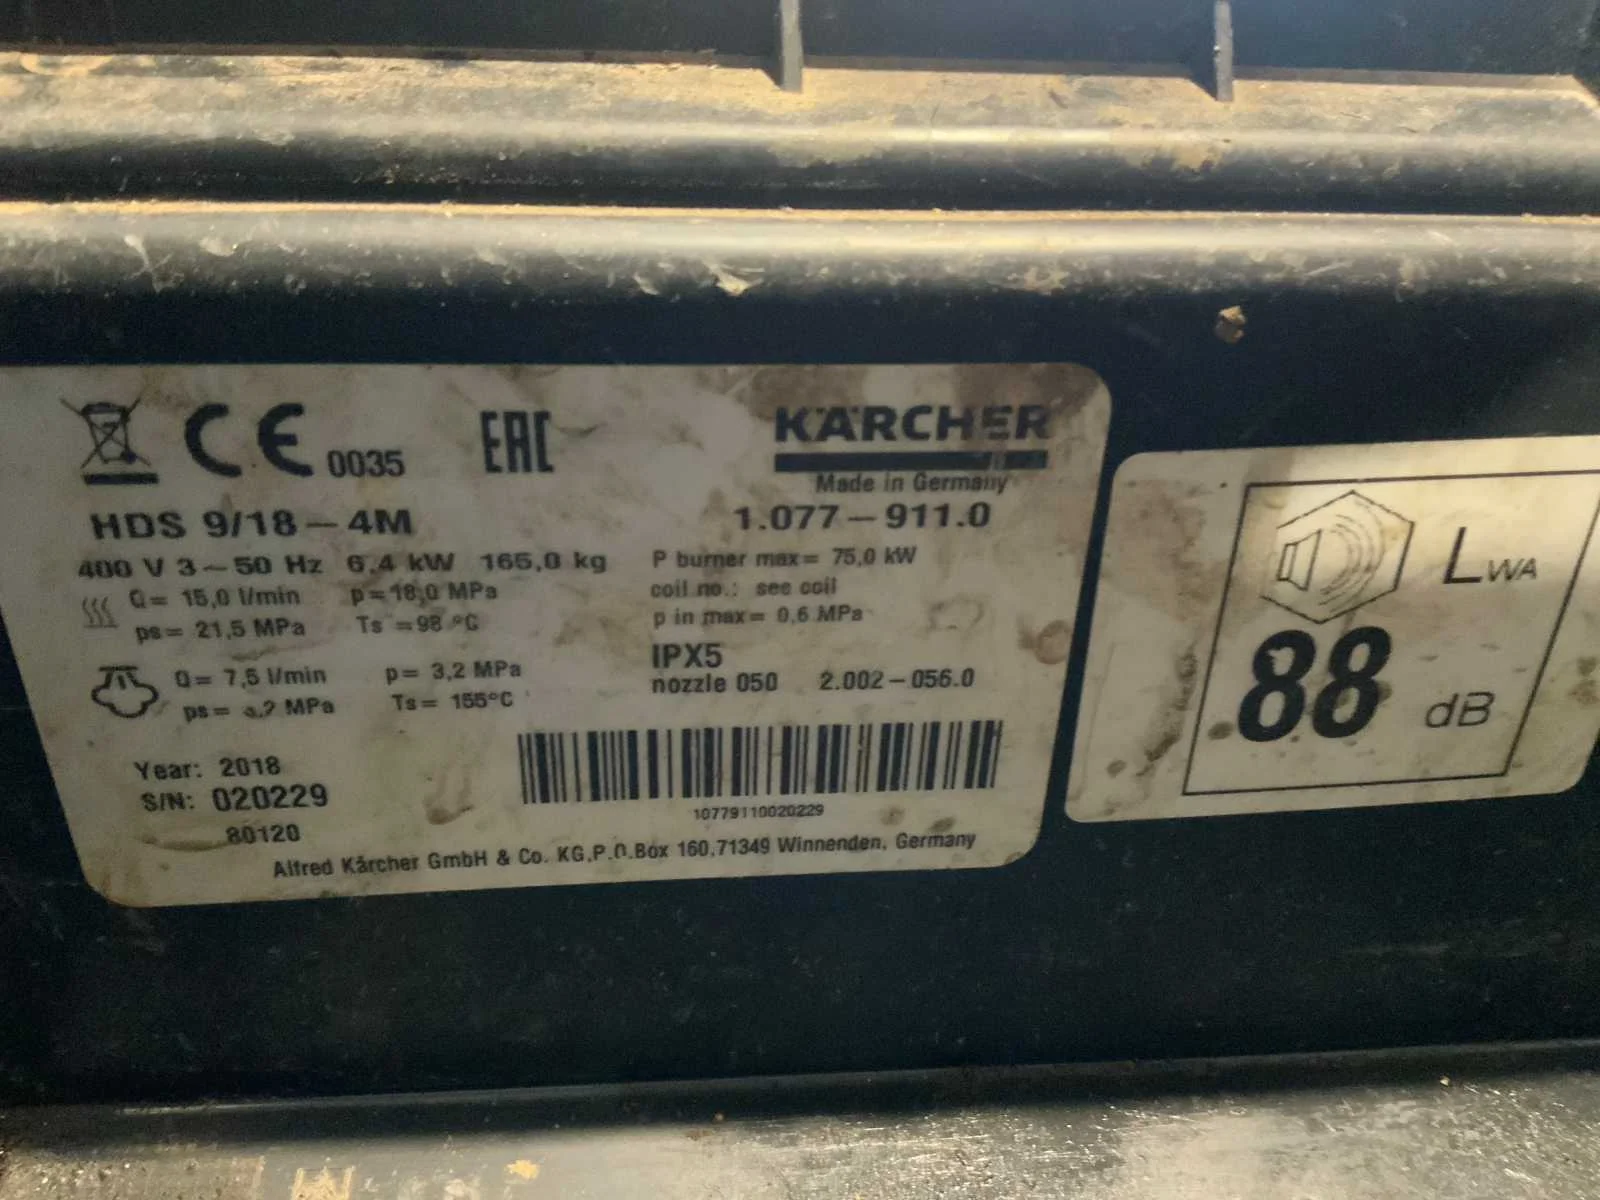 CE 0035 EAC KÄRCHER
Made in Germany
HDS 9/18-4M 1.077-911.0
400 V 3~50 Hz 6,4 kW 165,0 kg P burner max= 75,0 kW
Q= 15,0 l/min p=18,0 MPa coil no.: see coil
ps= 21,5 MPa Ts =98 °C p in max= 0,6 MPa
IPX5
Q= 7,5 l/min p= 3,2 MPa nozzle 050 2.002-056.0
ps= MPa Ts= 155°C
Year: 2018
S/N: 020229
10779110020229
80120
Alfred Kärcher GmbH & Co. KG,P.O.Box 160,71349 Winnenden, Germany
LWA
88 dB